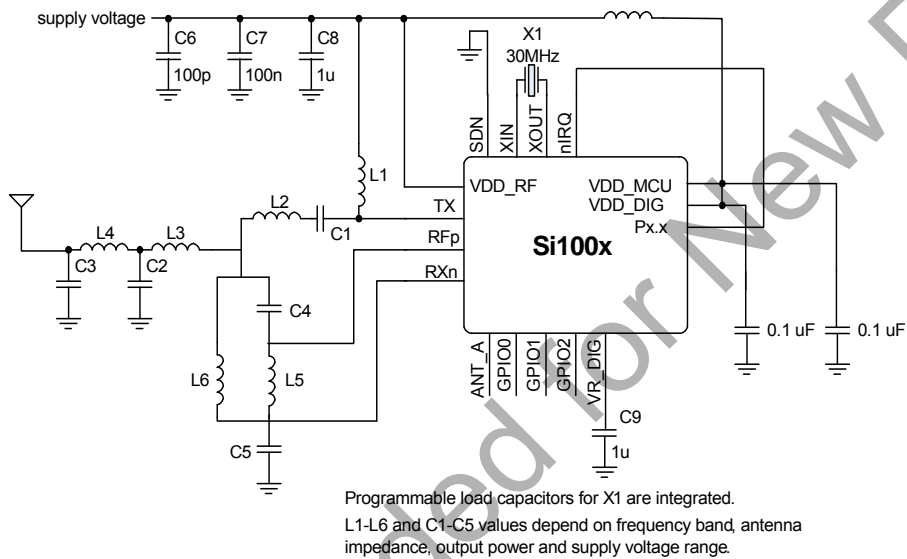 supply voltage
C6
C7
C8
100p
100n
1u
X1
30MHz
SDN
XIN
XOUT
nIRQ
L1
VDD_RF
VDD_MCU
VDD_DIG
L2
TX
Px.x
C1
RFp
Si100x
L4
L3
RXn
C3
C2
C4
0.1 uF
0.1 uF
ANT_A
GPIO0
GPIO1
GPIO2
VR_DIG
L6
L5
C9
C5
1u
Programmable load capacitors for X1 are integrated.
L1-L6 and C1-C5 values depend on frequency band, antenna
impedance, output power and supply voltage range.
ded for New D